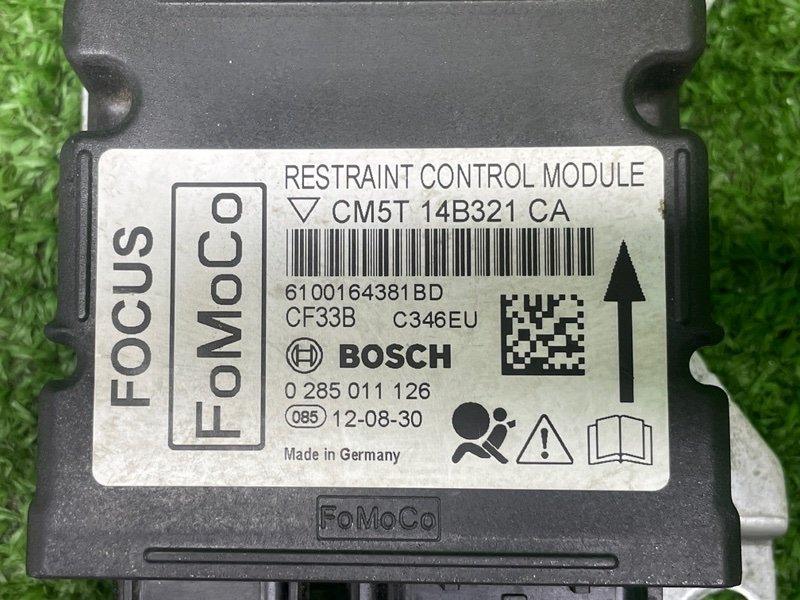 FOCUS
FoMoCo
RESTRAINT CONTROL MODULE
CM5T 14B321 CA
6100164381BD
CF33B C346EU
BOSCH
0 285 011 126
085 12-08-30
Made in Germany
FoMoCo